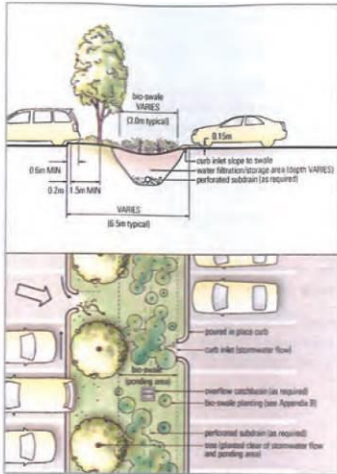 bio-swale
VARIES
(3.0m typical)
0.15m
curb inlet slope to swale
water filtration/storage area (depth VARIES)
perforated subdrain (as required)
0.6m MIN
0.2m
1.5m MIN
VARIES
(6.5m typical)
poured in place curb
curb inlet (stormwater flow)
bio-swale
(ponding area)
overflow catchbasin (as required)
bio-swale planting (see Appendix B)
perforated subdrain (as required)
tree (planted clear of stormwater flow
and ponding area)